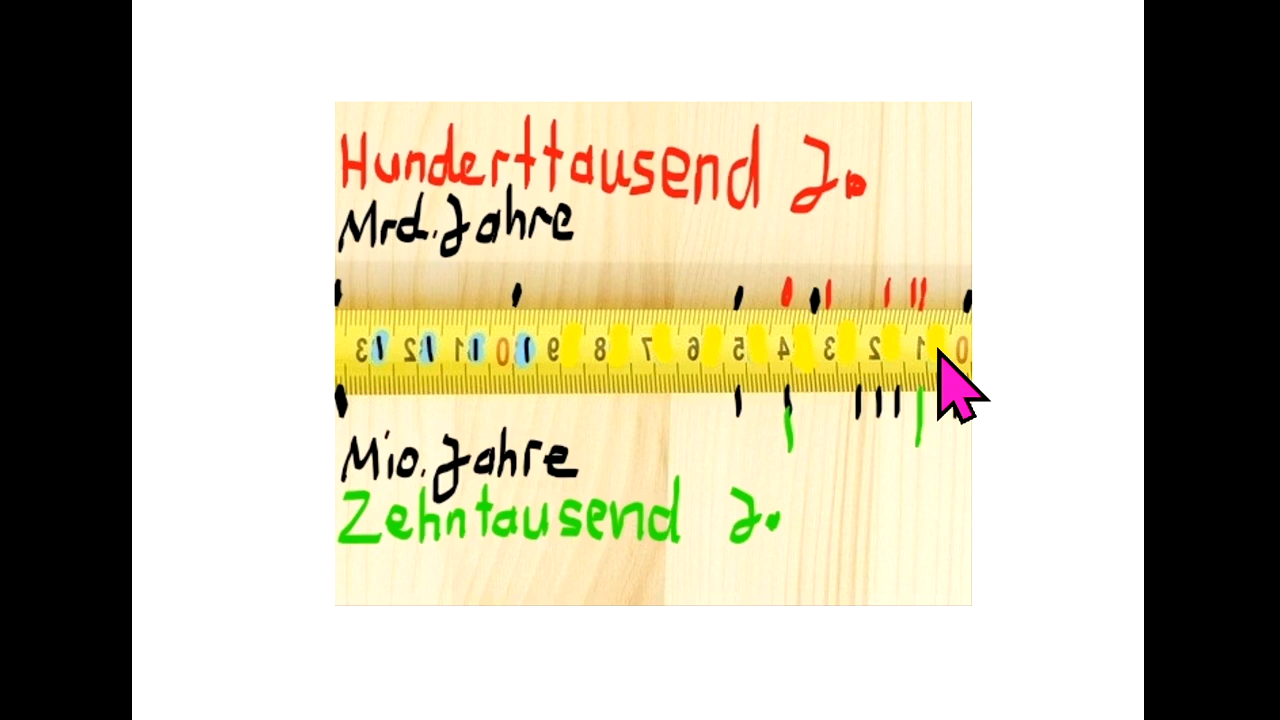 Hunderttausend J.
Mrd. Jahre
13 12 11 10 9 8 7 6 5 4 3 2 1 0
Mio. Jahre
Zehntausend J.